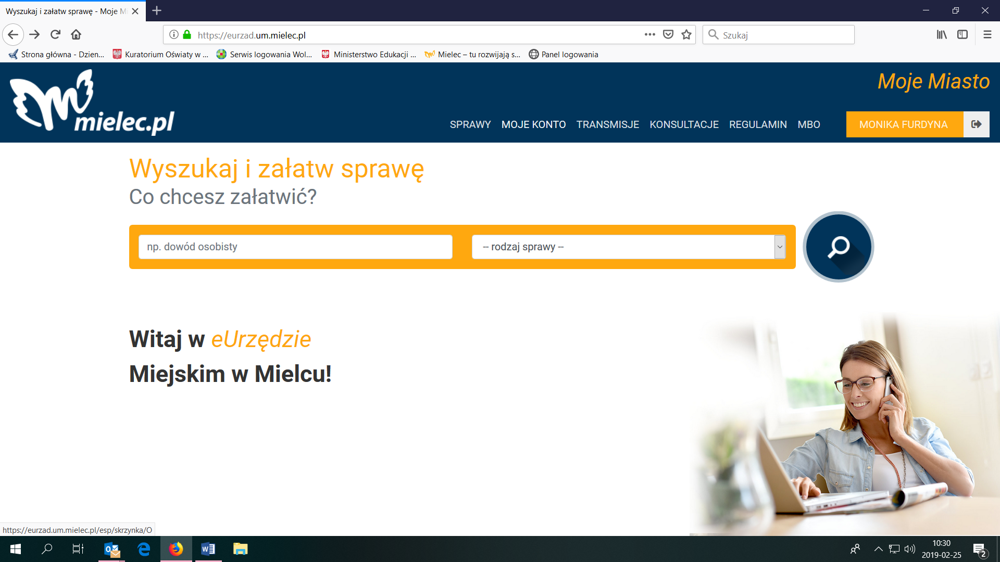 Wyszukaj i załatw sprawę - Moje Mi
https://eurzad.um.mielec.pl
Szukaj
Strona główna - Dzien...
Kuratorium Oświaty w ...
Serwis logowania Wol...
Ministerstwo Edukacji ...
Mielec – tu rozwijają s...
Panel logowania
mielec.pl
Moje Miasto
SPRAWY MOJE KONTO TRANSMISJE KONSULTACJE REGULAMIN MBO
MONIKA FURDYNA
Wyszukaj i załatw sprawę
Co chcesz załatwić?
np. dowód osobisty
-- rodzaj sprawy --
Witaj w eUrzędzie
Miejskim w Mielcu!
https://eurzad.um.mielec.pl/esp/skrzynka/O
10:30
2019-02-25
2